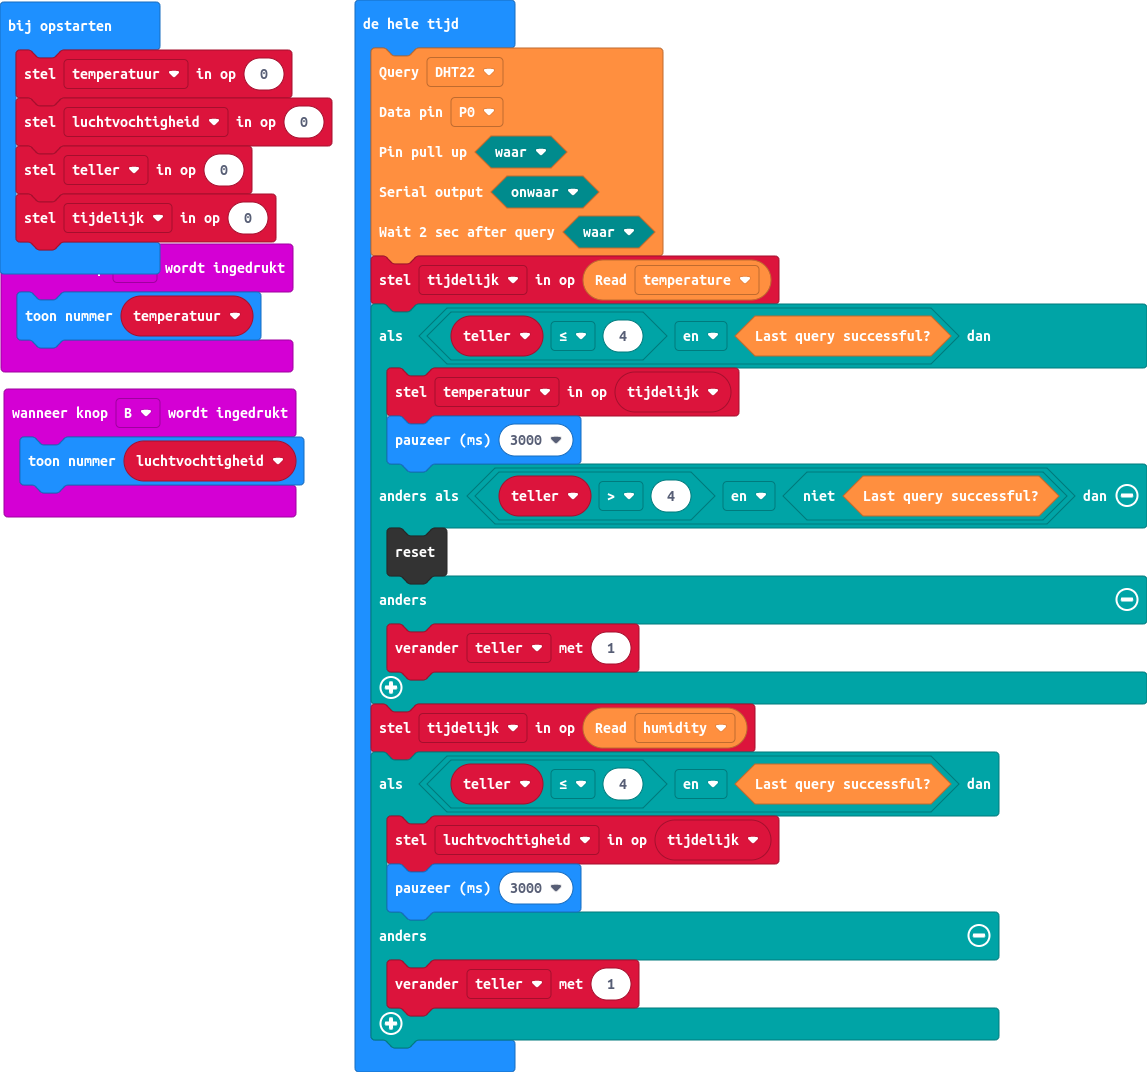 bij opstarten
stel temperatuur in op 0
stel luchtvochtigheid in op 0
stel teller in op 0
stel tijdelijk in op 0
wordt ingedrukt
toon nummer temperatuur
wanneer knop B wordt ingedrukt
toon nummer luchtvochtigheid
de hele tijd
Query DHT22
Data pin P0
Pin pull up waar
Serial output onwaar
Wait 2 sec after query waar
stel tijdelijk in op Read temperature
als teller ≤ 4 en Last query successful? dan
stel temperatuur in op tijdelijk
pauzeer (ms) 3000
anders als teller > 4 en niet Last query successful? dan
reset
anders
verander teller met 1
stel tijdelijk in op Read humidity
als teller ≤ 4 en Last query successful? dan
stel luchtvochtigheid in op tijdelijk
pauzeer (ms) 3000
anders
verander teller met 1